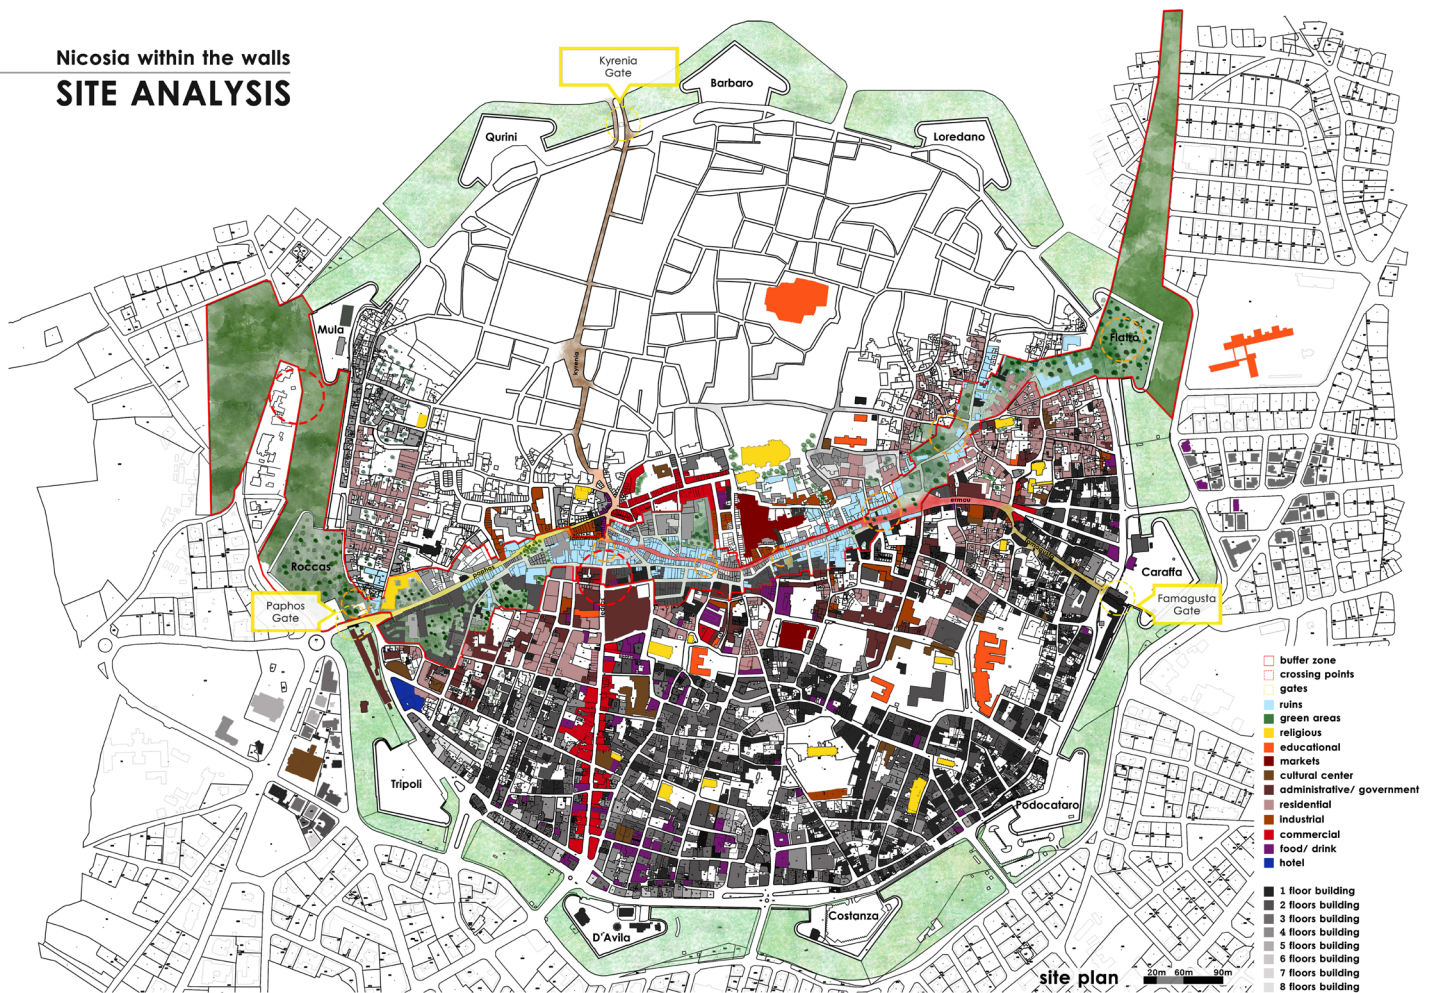 Nicosia within the walls
SITE ANALYSIS
Kyrenia
Gate
Barbaro
Qurini
Loredano
Mula
Flatro
kyrenia
ermou
Roccas
paphos
Paphos
Gate
Caraffa
Famagusta
Gate
Tripoli
Podocataro
Costanza
D'Avila
buffer zone
crossing points
gates
ruins
green areas
religious
educational
markets
cultural center
administrative/ government
residential
industrial
commercial
food/ drink
hotel
1 floor building
2 floors building
3 floors building
4 floors building
5 floors building
6 floors building
7 floors building
8 floors building
site plan
20m 60m 90m